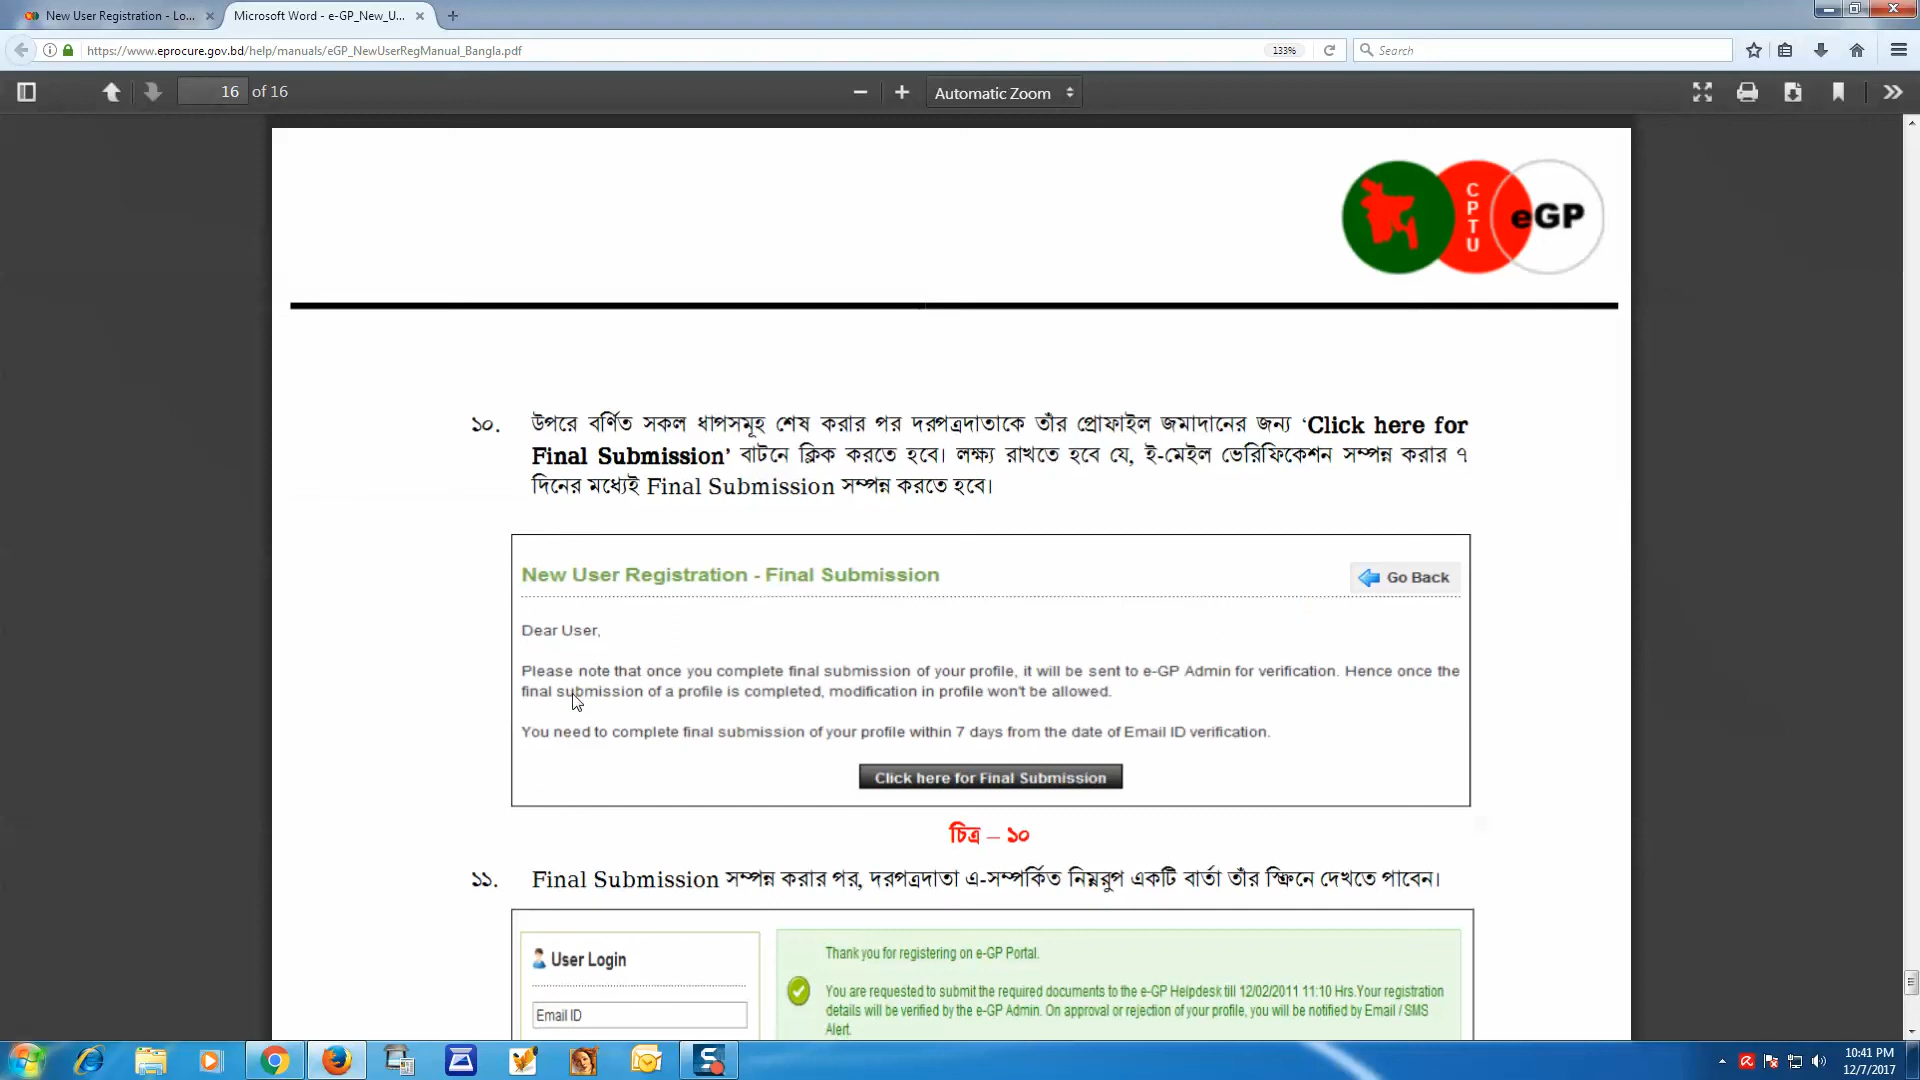 New User Registration - Lo...
Microsoft Word - e-GP_New_U...
https://www.eprocure.gov.bd/help/manuals/eGP_NewUserRegManual_Bangla.pdf
133%
Search
16 of 16
Automatic Zoom
CPTU
eGP
১০. উপরে বর্ণিত সকল ধাপসমূহ শেষ করার পর দরপত্রদাতাকে তাঁর প্রোফাইল জমাদানের জন্য ‘Click here for
Final Submission’ বাটনে ক্লিক করতে হবে। লক্ষ্য রাখতে হবে যে, ই-মেইল ভেরিফিকেশন সম্পন্ন করার ৭
দিনের মধ্যেই Final Submission সম্পন্ন করতে হবে।
New User Registration - Final Submission
Go Back
Dear User,
Please note that once you complete final submission of your profile, it will be sent to e-GP Admin for verification. Hence once the
final submission of a profile is completed, modification in profile won't be allowed.
You need to complete final submission of your profile within 7 days from the date of Email ID verification.
Click here for Final Submission
চিত্র – ১০
১১. Final Submission সম্পন্ন করার পর, দরপত্রদাতা এ-সম্পর্কিত নিম্নরুপ একটি বার্তা তাঁর স্ক্রিনে দেখতে পাবেন।
User Login
Email ID
Thank you for registering on e-GP Portal.
You are requested to submit the required documents to the e-GP Helpdesk till 12/02/2011 11:10 Hrs.Your registration
details will be verified by the e-GP Admin. On approval or rejection of your profile, you will be notified by Email / SMS
Alert.
10:41 PM
12/7/2017